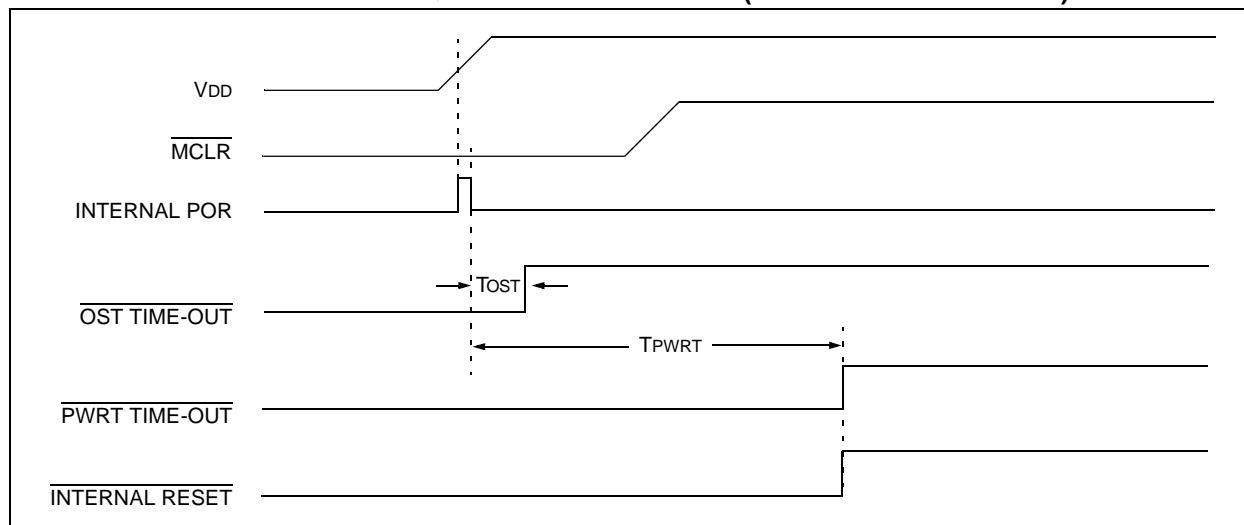 VDD
MCLR
INTERNAL POR
TOST
OST TIME-OUT
TPWRT
PWRT TIME-OUT
INTERNAL RESET